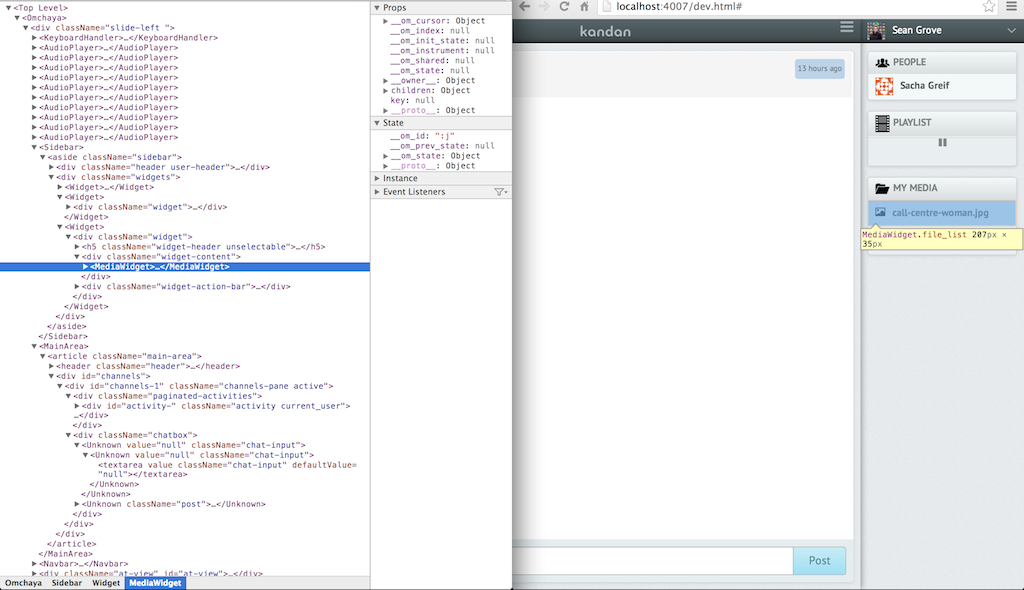 <Top Level>
<Omchaya>
<div className="slide-left ">
<KeyboardHandler>…</KeyboardHandler>
<AudioPlayer>…</AudioPlayer>
<AudioPlayer>…</AudioPlayer>
<AudioPlayer>…</AudioPlayer>
<AudioPlayer>…</AudioPlayer>
<AudioPlayer>…</AudioPlayer>
<AudioPlayer>…</AudioPlayer>
<AudioPlayer>…</AudioPlayer>
<AudioPlayer>…</AudioPlayer>
<AudioPlayer>…</AudioPlayer>
<AudioPlayer>…</AudioPlayer>
<Sidebar>
<aside className="sidebar">
<div className="header user-header">…</div>
<div className="widgets">
<Widget>…</Widget>
<Widget>
<div className="widget">…</div>
</Widget>
<Widget>
<div className="widget">
<h5 className="widget-header unselectable">…</h5>
<div className="widget-content">
<MediaWidget>…</MediaWidget>
</div>
<div className="widget-action-bar">…</div>
</div>
</Widget>
</div>
</aside>
</Sidebar>
<MainArea>
<article className="main-area">
<header className="header">…</header>
<div id="channels">
<div id="channels-1" className="channels-pane active">
<div className="paginated-activities">
<div id="activity-" className="activity current_user">
…</div>
</div>
<div className="chatbox">
<Unknown value="null" className="chat-input">
<Unknown value="null" className="chat-input">
<textarea value className="chat-input" defaultValue=
"null"></textarea>
</Unknown>
</Unknown>
<Unknown className="post">…</Unknown>
</div>
</div>
</div>
</article>
</MainArea>
<Navbar>…</Navbar>
<div className="at-view" id="at-view">…</div>
Omchaya Sidebar Widget MediaWidget
Props
__om_cursor: Object
__om_index: null
__om_init_state: null
__om_instrument: null
__om_shared: null
__om_state: null
__owner__: Object
children: Object
key: null
__proto__: Object
State
__om_id: ":j"
__om_prev_state: null
__om_state: Object
__proto__: Object
Instance
Event Listeners
localhost:4007/dev.html#
kandan
Sean Grove
13 hours ago
PEOPLE
Sacha Greif
PLAYLIST
MY MEDIA
call-centre-woman.jpg
MediaWidget.file_list 207px ×
35px
Post